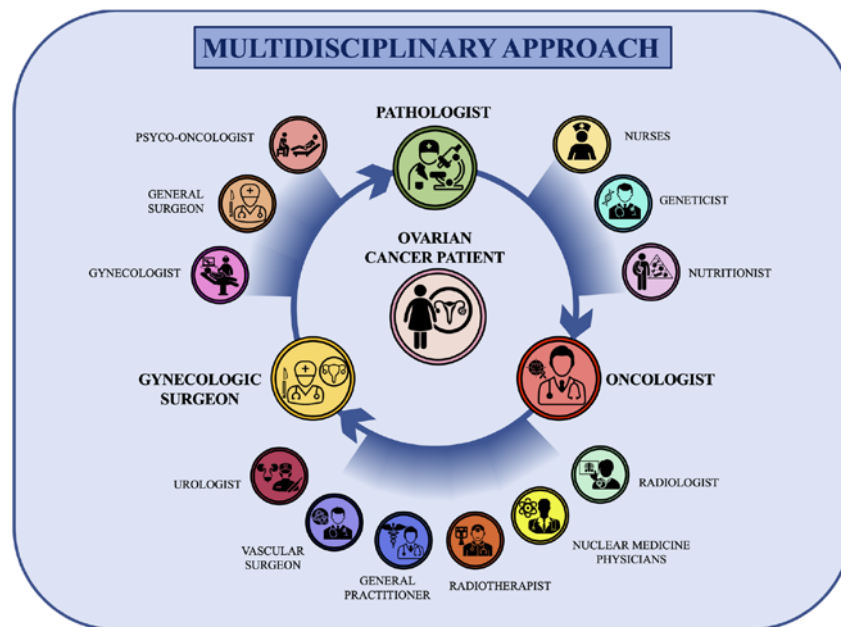 MULTIDISCIPLINARY APPROACH
PATHOLOGIST
PSYCO-ONCOLOGIST
NURSES
GENERAL
SURGEON
GENETICIST
OVARIAN
CANCER PATIENT
GYNECOLOGIST
NUTRITIONIST
GYNECOLOGIC
SURGEON
ONCOLOGIST
UROLOGIST
RADIOLOGIST
VASCULAR
SURGEON
NUCLEAR MEDICINE
PHYSICIANS
GENERAL
PRACTITIONER
RADIOTHERAPIST